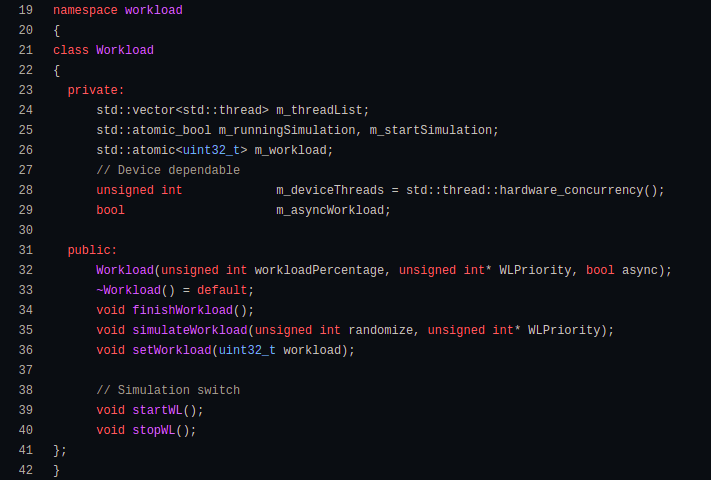 19 namespace workload
20 {
21 class Workload
22 {
23 private:
24 std::vector<std::thread> m_threadList;
25 std::atomic_bool m_runningSimulation, m_startSimulation;
26 std::atomic<uint32_t> m_workload;
27 // Device dependable
28 unsigned int m_deviceThreads = std::thread::hardware_concurrency();
29 bool m_asyncWorkload;
30
31 public:
32 Workload(unsigned int workloadPercentage, unsigned int* WLPriority, bool async);
33 ~Workload() = default;
34 void finishWorkload();
35 void simulateWorkload(unsigned int randomize, unsigned int* WLPriority);
36 void setWorkload(uint32_t workload);
37
38 // Simulation switch
39 void startWL();
40 void stopWL();
41 };
42 }